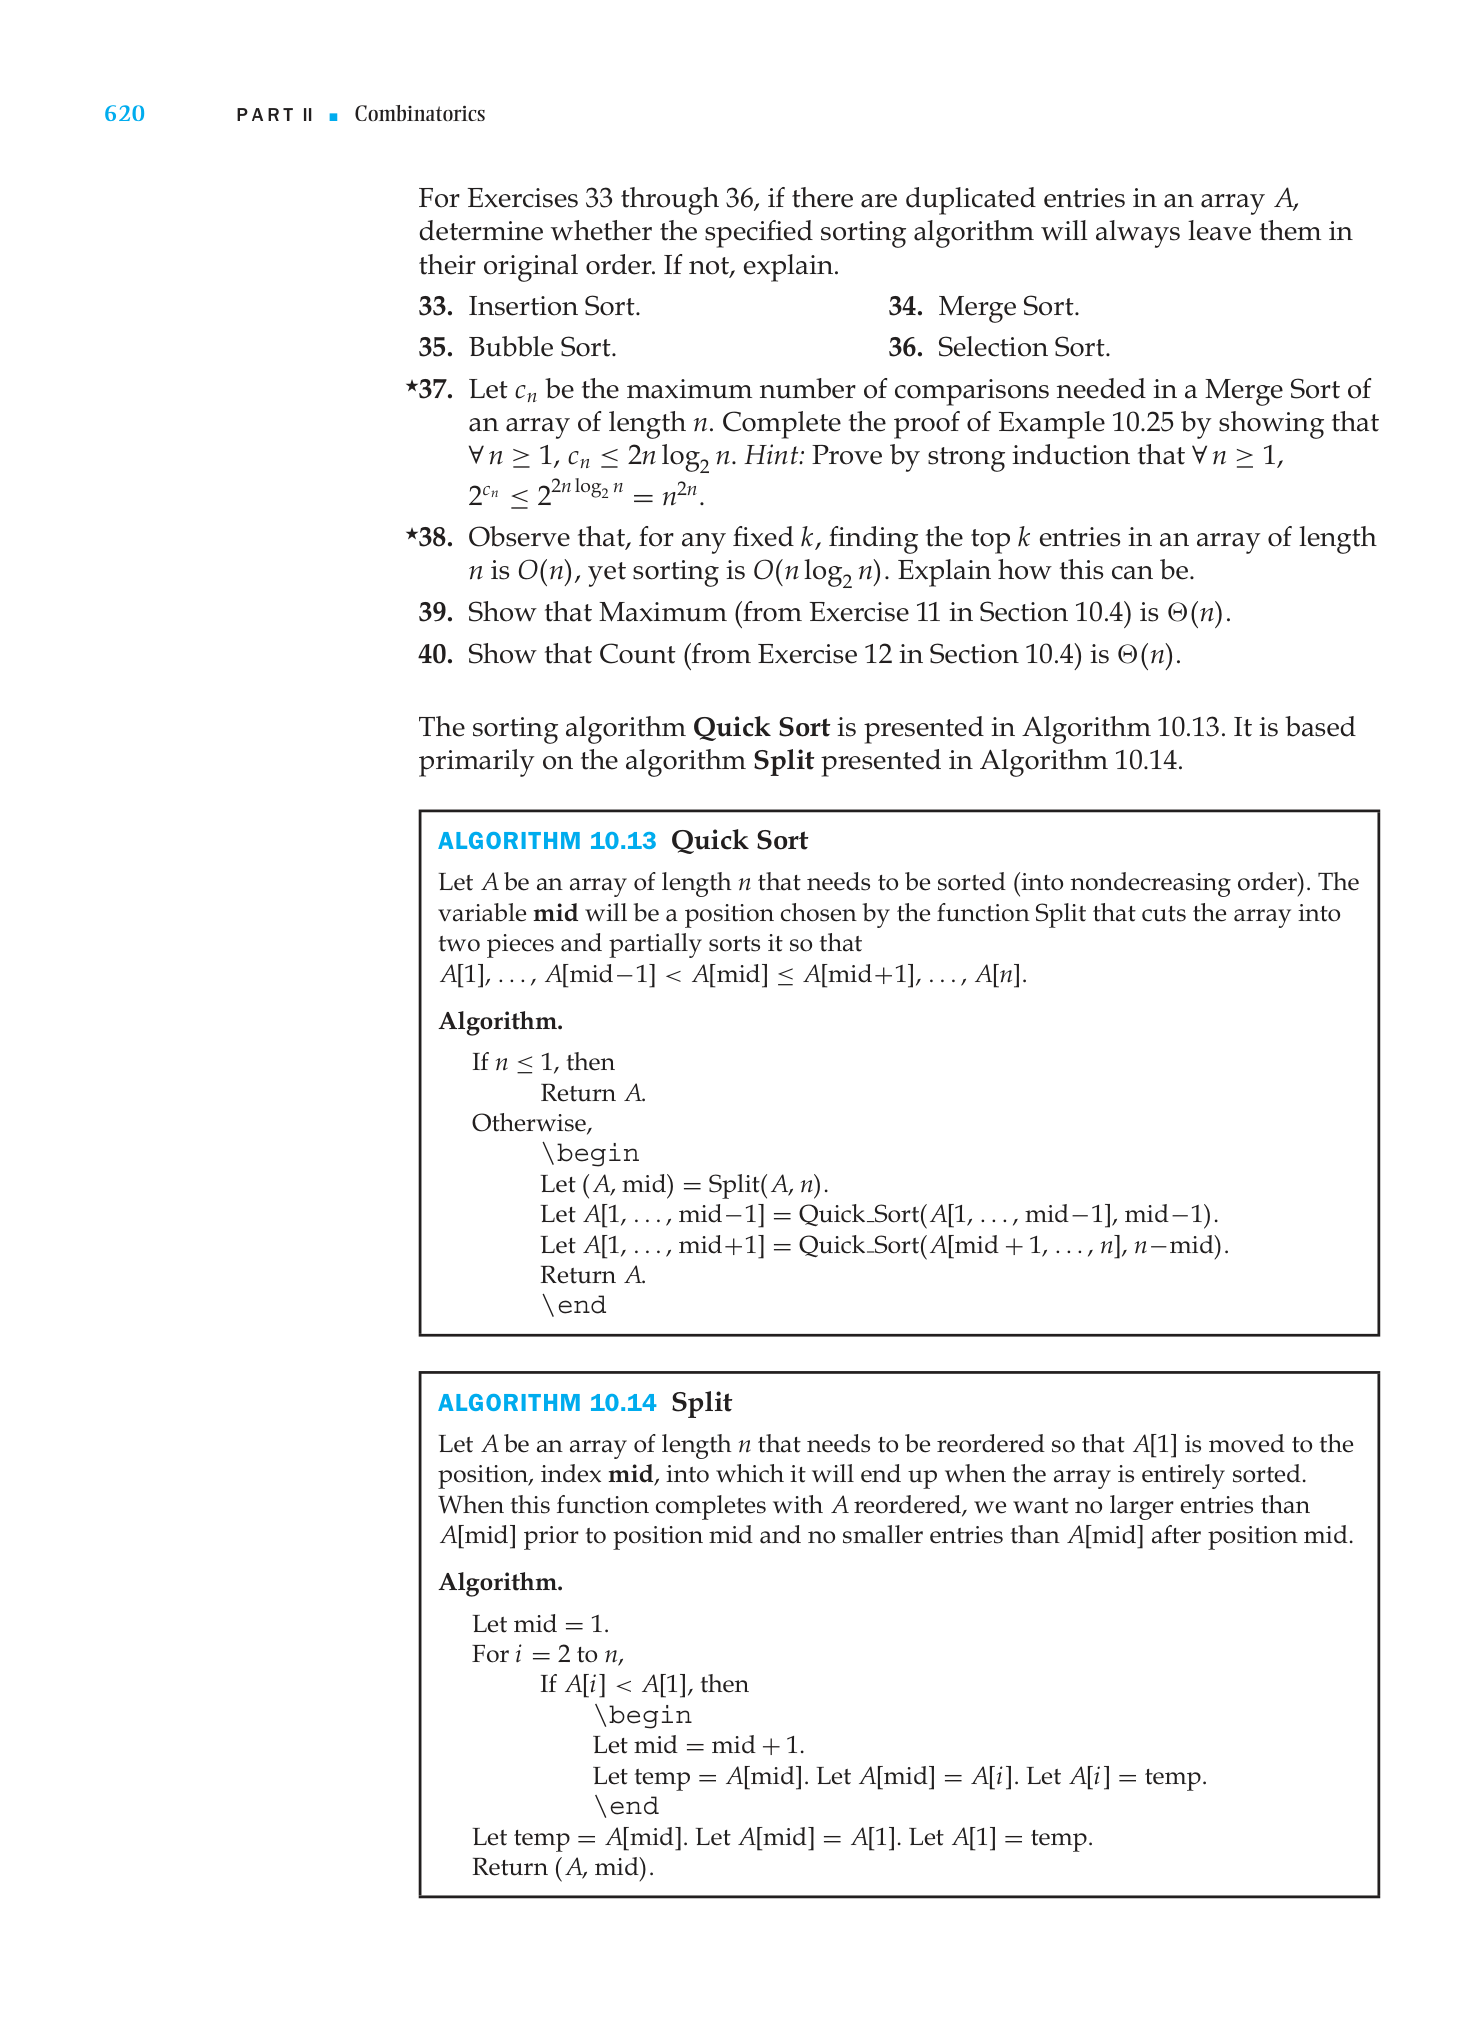 620 PART II ■ Combinatorics
For Exercises 33 through 36, if there are duplicated entries in an array A,
determine whether the specified sorting algorithm will always leave them in
their original order. If not, explain.
33. Insertion Sort. 34. Merge Sort.
35. Bubble Sort. 36. Selection Sort.
★37. Let cₙ be the maximum number of comparisons needed in a Merge Sort of
an array of length n. Complete the proof of Example 10.25 by showing that
∀ n ≥ 1, cₙ ≤ 2n log₂ n. Hint: Prove by strong induction that ∀ n ≥ 1,
2^{cₙ} ≤ 2^{2n log₂ n} = n^{2n}.
★38. Observe that, for any fixed k, finding the top k entries in an array of length
n is O(n), yet sorting is O(n log₂ n). Explain how this can be.
39. Show that Maximum (from Exercise 11 in Section 10.4) is Θ(n).
40. Show that Count (from Exercise 12 in Section 10.4) is Θ(n).
The sorting algorithm Quick Sort is presented in Algorithm 10.13. It is based
primarily on the algorithm Split presented in Algorithm 10.14.
ALGORITHM 10.13 Quick Sort
Let A be an array of length n that needs to be sorted (into nondecreasing order). The
variable mid will be a position chosen by the function Split that cuts the array into
two pieces and partially sorts it so that
A[1], . . . , A[mid−1] < A[mid] ≤ A[mid+1], . . . , A[n].
Algorithm.
If n ≤ 1, then
Return A.
Otherwise,
\begin
Let (A, mid) = Split(A, n).
Let A[1, . . . , mid−1] = Quick_Sort(A[1, . . . , mid−1], mid−1).
Let A[1, . . . , mid+1] = Quick_Sort(A[mid + 1, . . . , n], n−mid).
Return A.
\end
ALGORITHM 10.14 Split
Let A be an array of length n that needs to be reordered so that A[1] is moved to the
position, index mid, into which it will end up when the array is entirely sorted.
When this function completes with A reordered, we want no larger entries than
A[mid] prior to position mid and no smaller entries than A[mid] after position mid.
Algorithm.
Let mid = 1.
For i = 2 to n,
If A[i] < A[1], then
\begin
Let mid = mid + 1.
Let temp = A[mid]. Let A[mid] = A[i]. Let A[i] = temp.
\end
Let temp = A[mid]. Let A[mid] = A[1]. Let A[1] = temp.
Return (A, mid).